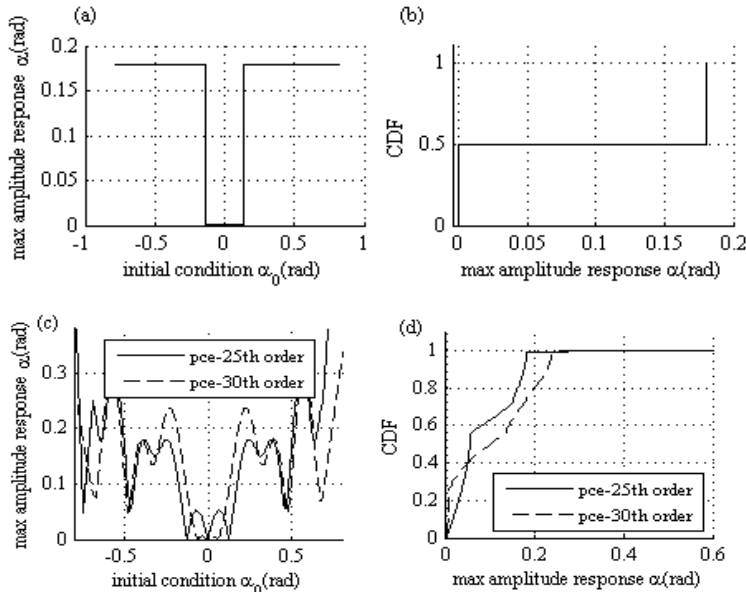 (a)
max amplitude response α(rad)
0.2
0.15
0.1
0.05
0
-1
-0.5
0
0.5
1
initial condition α0(rad)
(b)
CDF
1
0.5
0
0
0.05
0.1
0.15
0.2
max amplitude response α(rad)
(c)
max amplitude response α(rad)
0.3
0.2
0.1
0
-0.5
0
0.5
initial condition α0(rad)
pce-25th order
pce-30th order
(d)
CDF
1
0.8
0.6
0.4
0.2
0
0
0.2
0.4
0.6
max amplitude response α(rad)
pce-25th order
pce-30th order